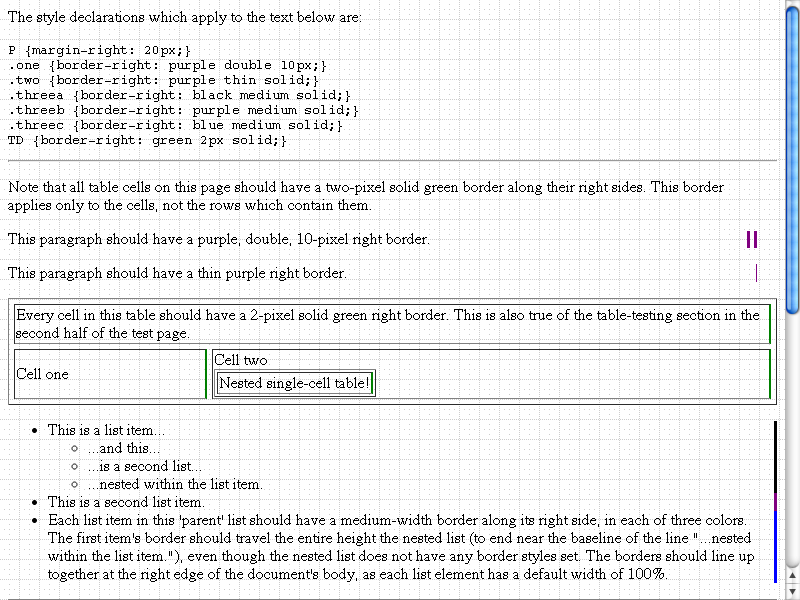 The style declarations which apply to the text below are:
P {margin-right: 20px;}
.one {border-right: purple double 10px;}
.two {border-right: purple thin solid;}
.threea {border-right: black medium solid;}
.threeb {border-right: purple medium solid;}
.threec {border-right: blue medium solid;}
TD {border-right: green 2px solid;}
Note that all table cells on this page should have a two-pixel solid green border along their right sides. This border
applies only to the cells, not the rows which contain them.
This paragraph should have a purple, double, 10-pixel right border.
This paragraph should have a thin purple right border.
Every cell in this table should have a 2-pixel solid green right border. This is also true of the table-testing section in the
second half of the test page.
Cell one
Cell two
Nested single-cell table!
This is a list item...
...and this...
...is a second list...
...nested within the list item.
This is a second list item.
Each list item in this 'parent' list should have a medium-width border along its right side, in each of three colors.
The first item's border should travel the entire height the nested list (to end near the baseline of the line "...nested
within the list item."), even though the nested list does not have any border styles set. The borders should line up
together at the right edge of the document's body, as each list element has a default width of 100%.